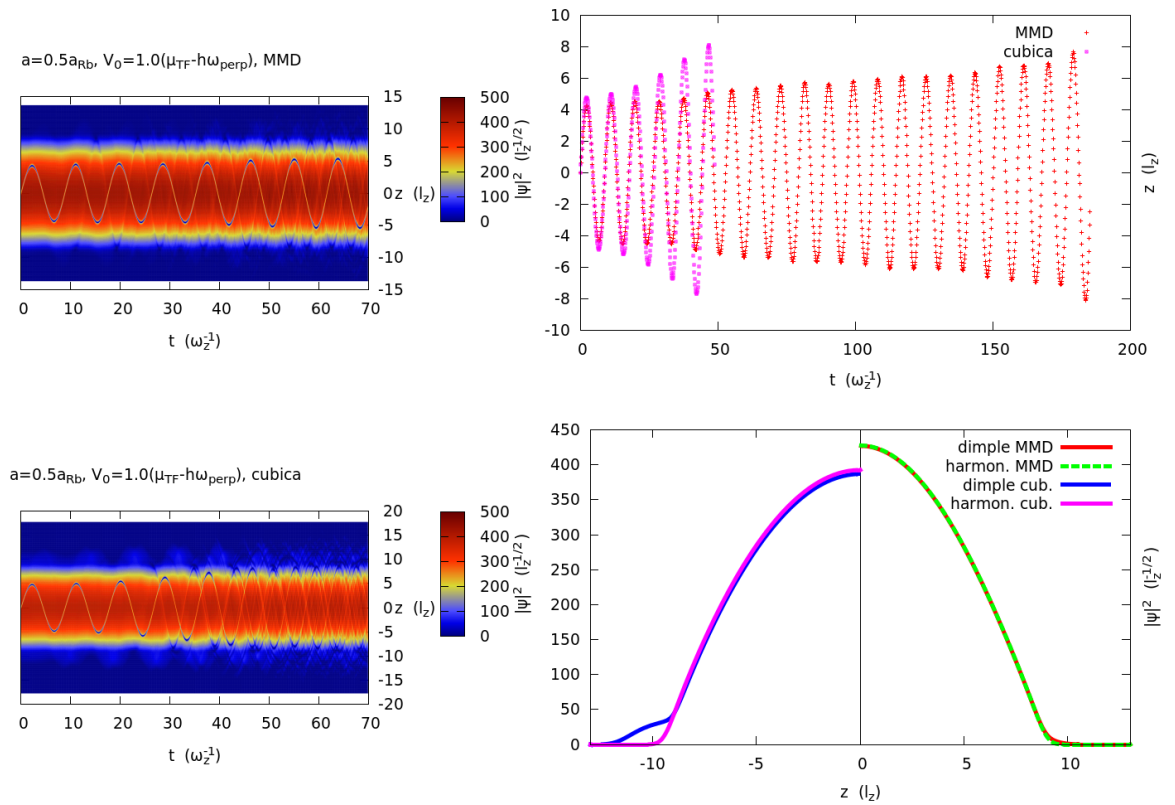 a=0.5a_Rb, V_0=1.0(μ_TF-hω_perp), MMD
15
10
5
0
-5
-10
-15
z (l_z)
0 10 20 30 40 50 60 70
t (ω_z^-1)
500
400
300
200
100
0
|ψ|^2 (l_z^-1/2)
10
8
6
4
2
0
-2
-4
-6
-8
-10
MMD
cubica
z (l_z)
0 50 100 150 200
t (ω_z^-1)
a=0.5a_Rb, V_0=1.0(μ_TF-hω_perp), cubica
20
15
10
5
0
-5
-10
-15
-20
z (l_z)
0 10 20 30 40 50 60 70
t (ω_z^-1)
500
400
300
200
100
0
|ψ|^2 (l_z^-1/2)
450
400
350
300
250
200
150
100
50
0
dimple MMD
harmon. MMD
dimple cub.
harmon. cub.
|ψ|^2 (l_z^-1/2)
-10 -5 0 5 10
z (l_z)